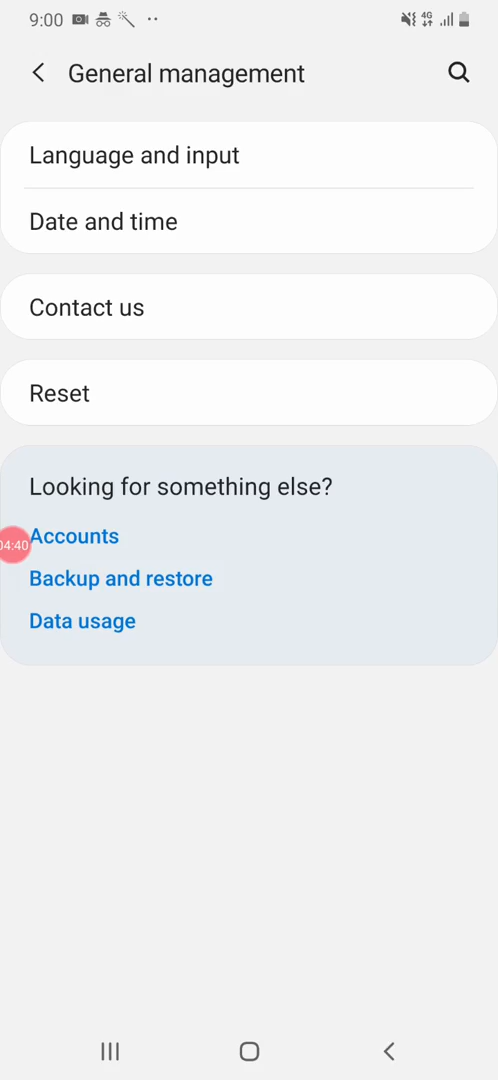 9:00
4G
General management
Language and input
Date and time
Contact us
Reset
Looking for something else?
04:40
Accounts
Backup and restore
Data usage